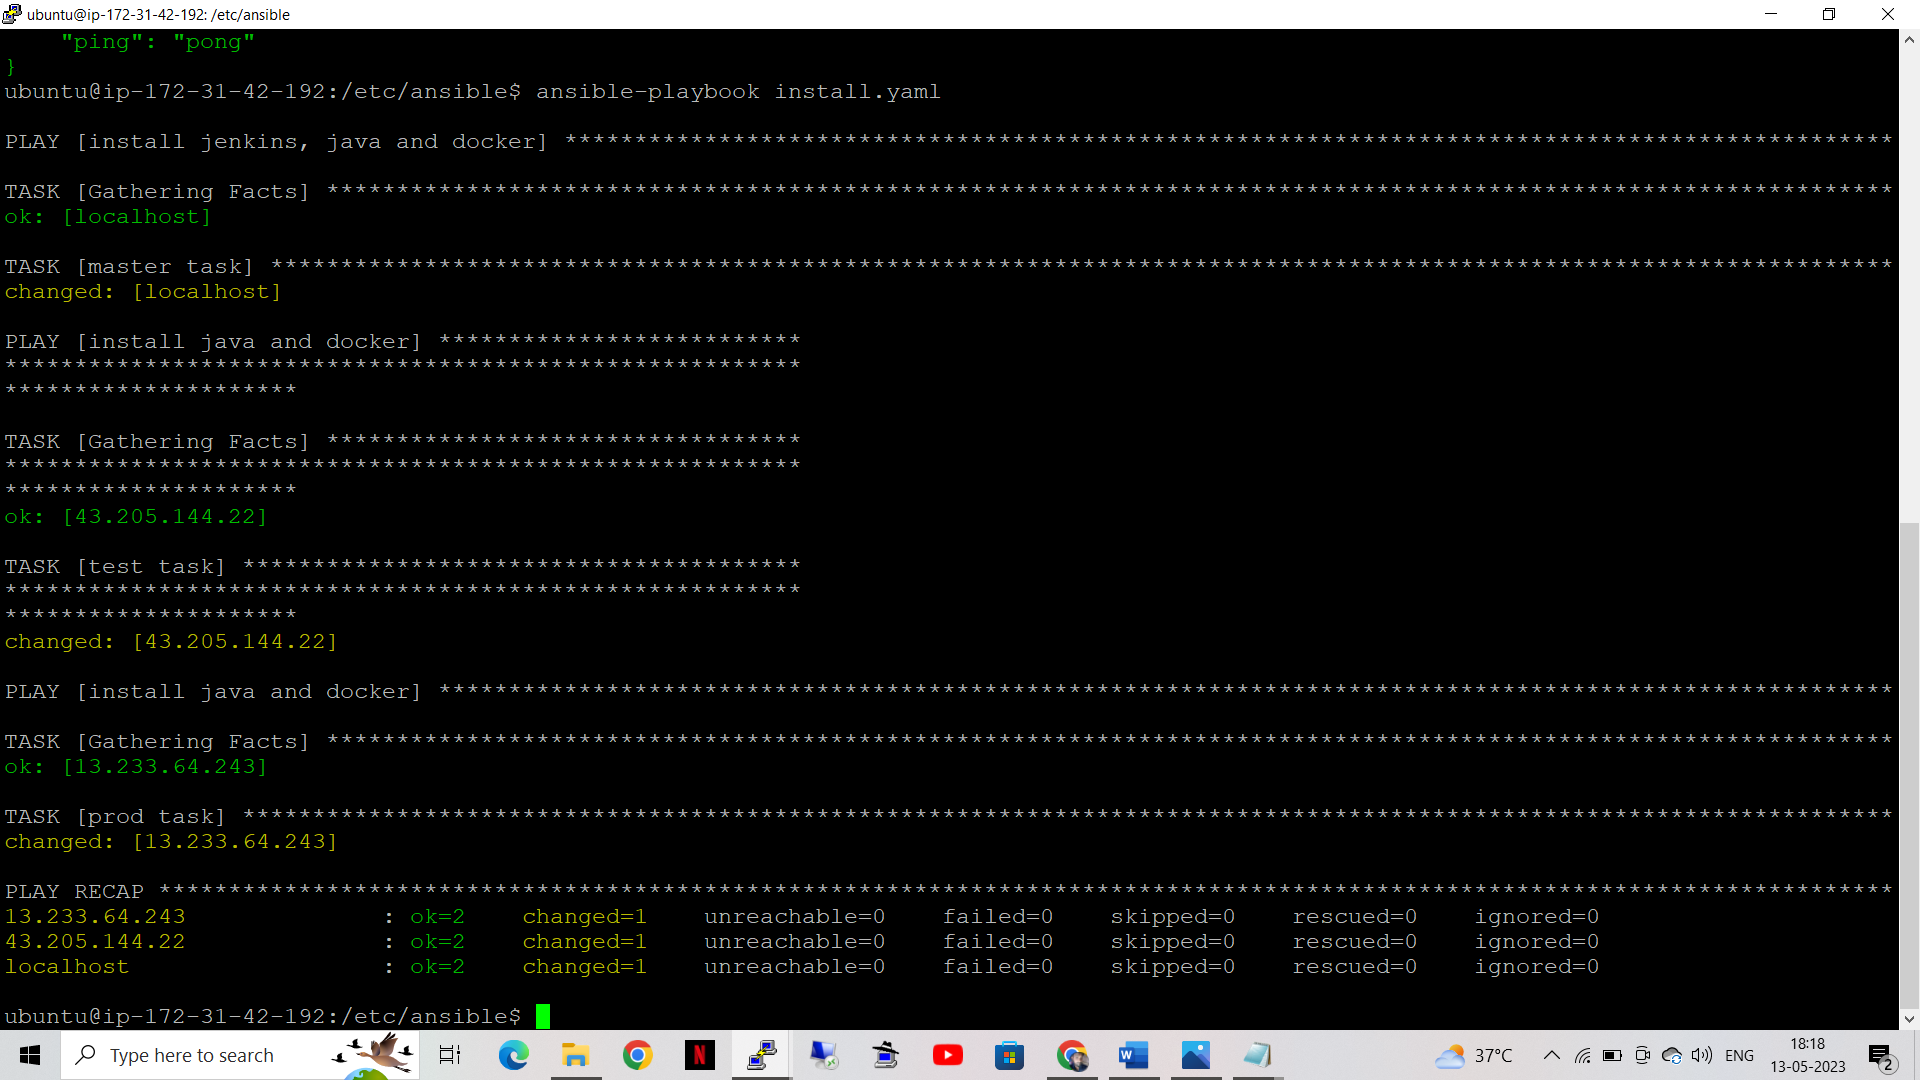 ubuntu@ip-172-31-42-192: /etc/ansible
"ping": "pong"
}
ubuntu@ip-172-31-42-192:/etc/ansible$ ansible-playbook install.yaml
PLAY [install jenkins, java and docker] ***********************************************************************************************
TASK [Gathering Facts] ****************************************************************************************************************
ok: [localhost]
TASK [master task] ********************************************************************************************************************
changed: [localhost]
PLAY [install java and docker] **************************
*********************************************************
*********************
TASK [Gathering Facts] **********************************
*********************************************************
*********************
ok: [43.205.144.22]
TASK [test task] ****************************************
*********************************************************
*********************
changed: [43.205.144.22]
PLAY [install java and docker] ********************************************************************************************************
TASK [Gathering Facts] ****************************************************************************************************************
ok: [13.233.64.243]
TASK [prod task] **********************************************************************************************************************
changed: [13.233.64.243]
PLAY RECAP ****************************************************************************************************************************
13.233.64.243 : ok=2 changed=1 unreachable=0 failed=0 skipped=0 rescued=0 ignored=0
43.205.144.22 : ok=2 changed=1 unreachable=0 failed=0 skipped=0 rescued=0 ignored=0
localhost : ok=2 changed=1 unreachable=0 failed=0 skipped=0 rescued=0 ignored=0
ubuntu@ip-172-31-42-192:/etc/ansible$
Type here to search
N
W
37°C
ENG
18:18
13-05-2023
2